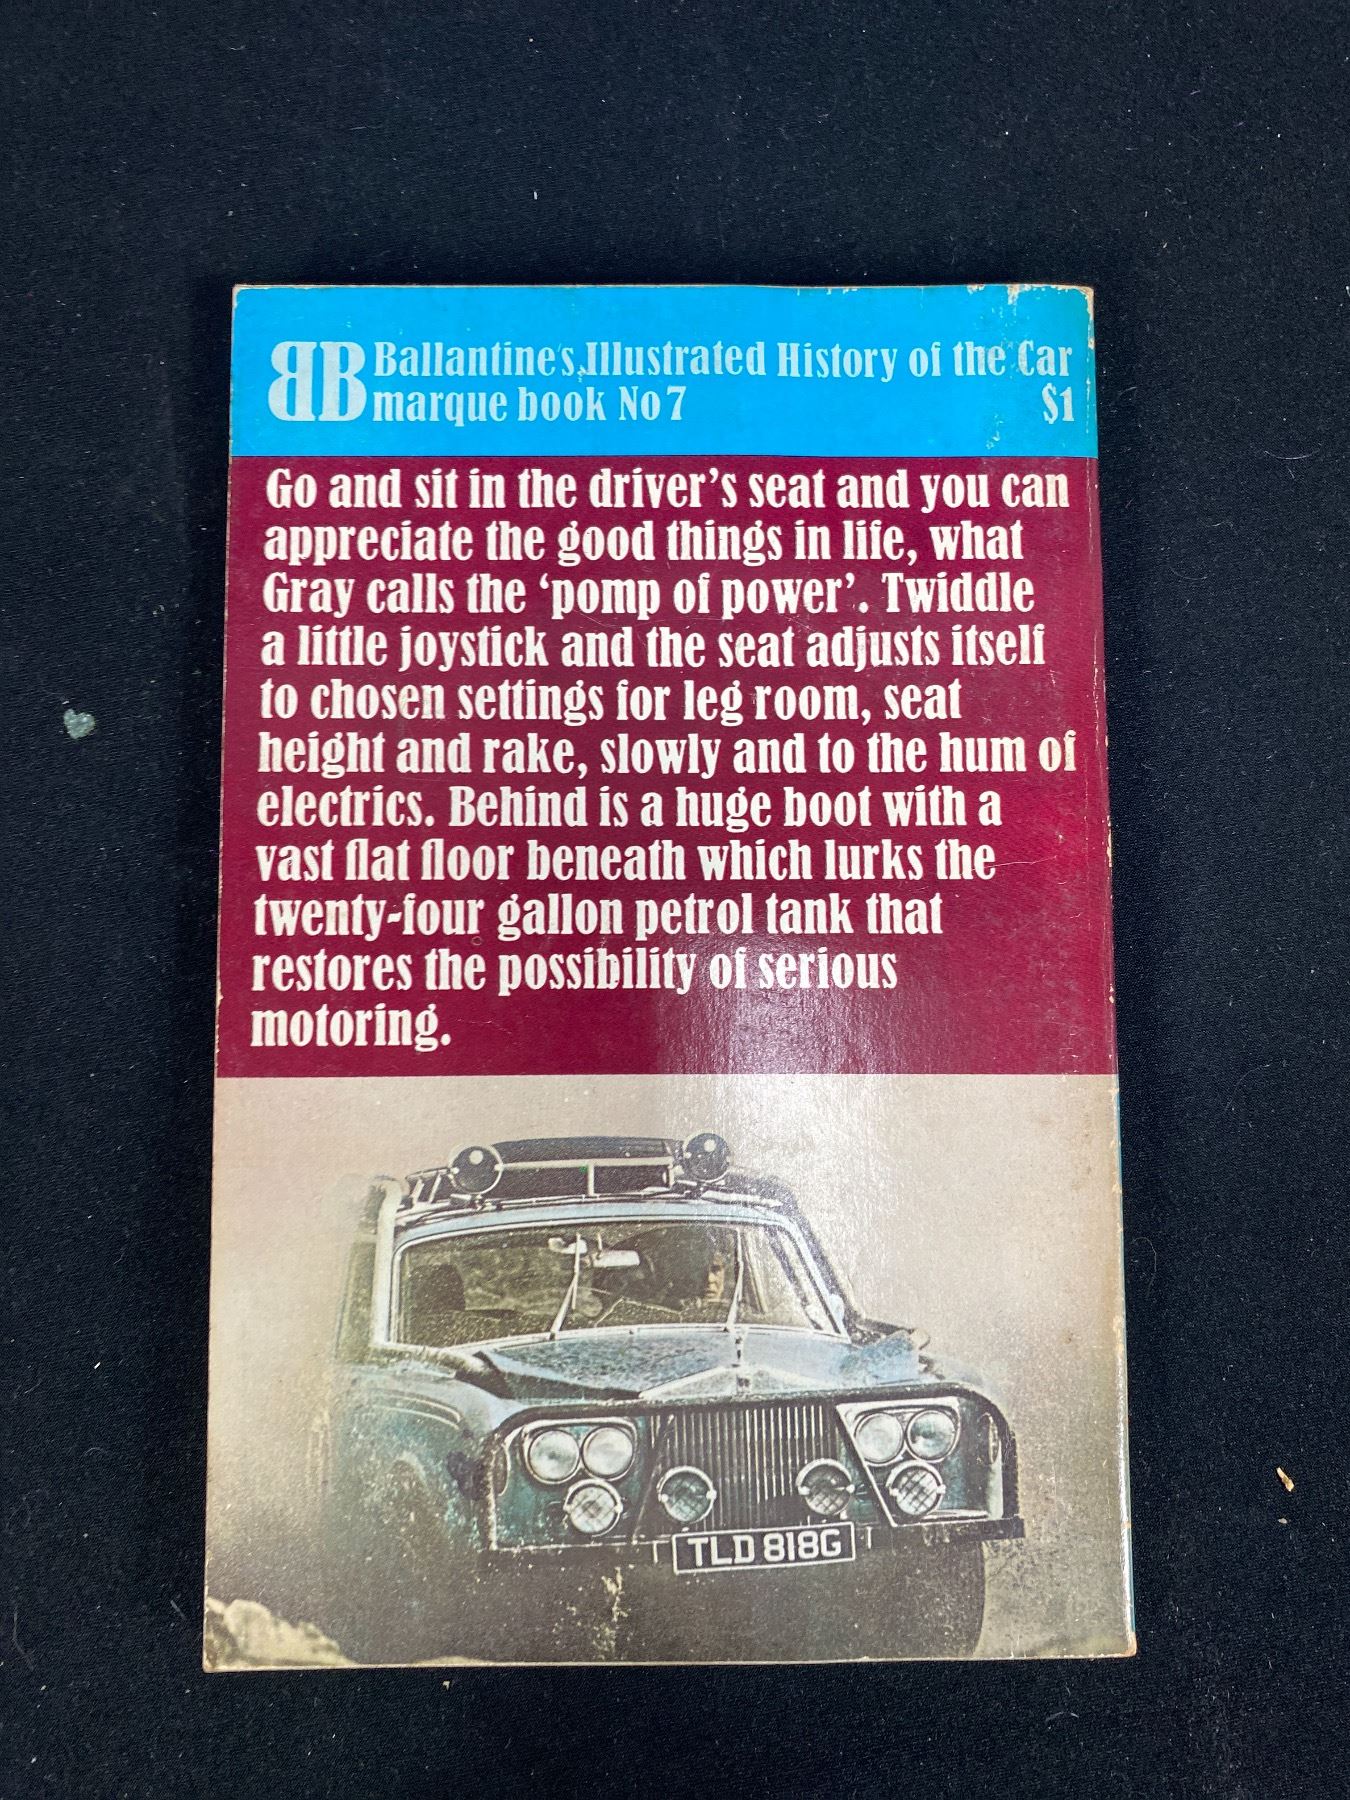 BB Ballantine's Illustrated History of the Car
marque book No 7 $1
Go and sit in the driver's seat and you can
appreciate the good things in life, what
Gray calls the ‘pomp of power’. Twiddle
a little joystick and the seat adjusts itself
to chosen settings for leg room, seat
height and rake, slowly and to the hum of
electrics. Behind is a huge boot with a
vast flat floor beneath which lurks the
twenty-four gallon petrol tank that
restores the possibility of serious
motoring.
TLD 818G